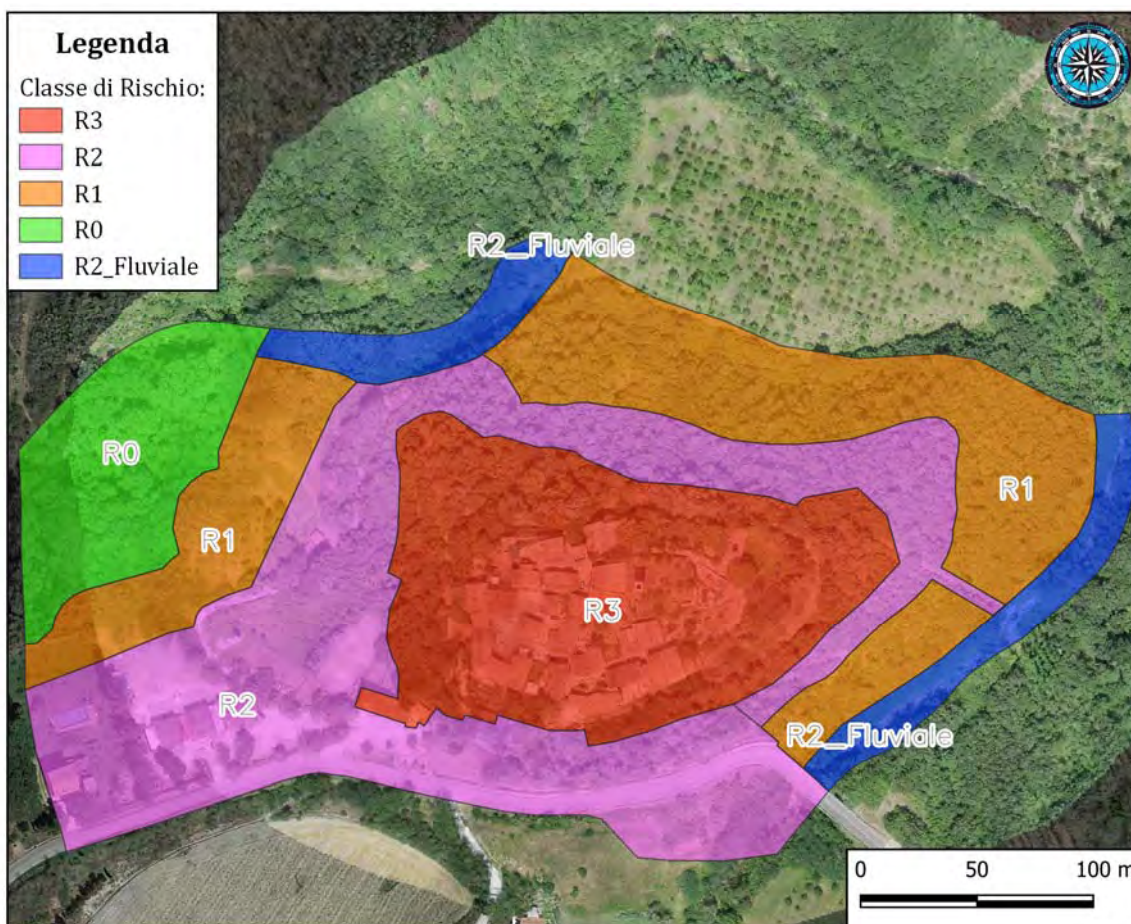 Legenda
Classe di Rischio:
R3
R2
R1
R0
R2_Fluviale
R2_Fluviale
R0
R1
R1
R3
R2
R2_Fluviale
0 50 100 m